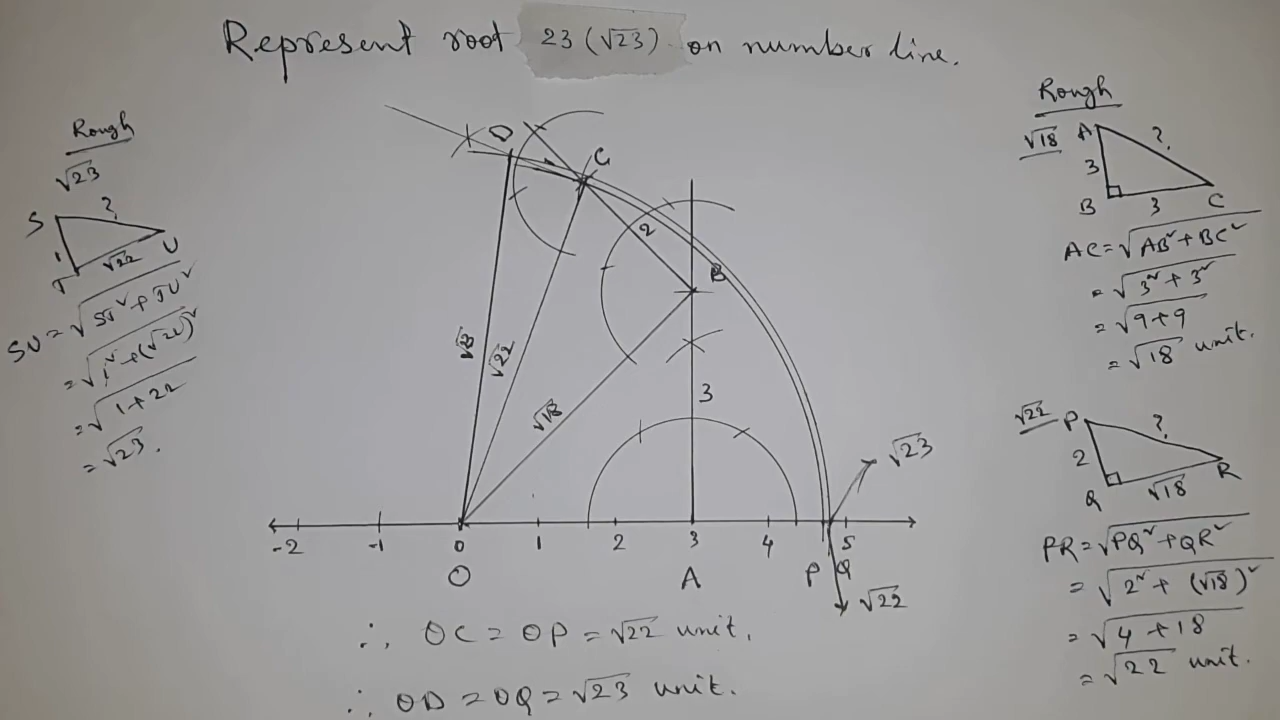 Represent root 23 (√23) on number line.
Rough
√23
S ? U
1 √22
T
SU = √ST² + TU²
= √1² + (√22)²
= √1+22
= √23.
D
C
2
B
√22
√18
3
√23
-2 -1 0 1 2 3 4 5
O A P Q
√22
∴ OC = OP = √22 unit.
∴ OD = OQ = √23 unit.
Rough
√18 A ?
3
B 3 C
AC = √AB² + BC²
= √3² + 3²
= √9+9
= √18 unit.
√22 P ?
2
Q √18 R
PR = √PQ² + QR²
= √2² + (√18)²
= √4 + 18
= √22 unit.